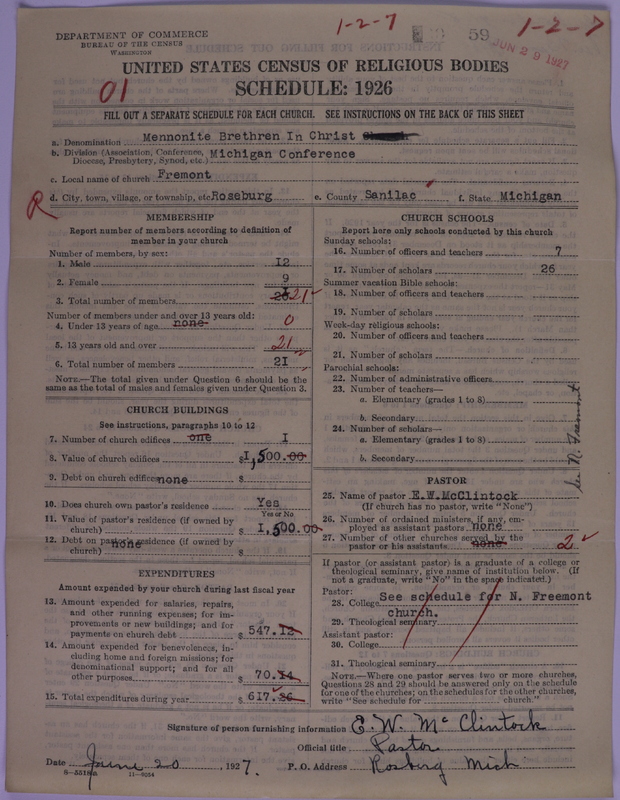 DEPARTMENT OF COMMERCE
BUREAU OF THE CENSUS
WASHINGTON
1-2-7
59
1-2-7
JUN 29 1927
01
UNITED STATES CENSUS OF RELIGIOUS BODIES
SCHEDULE: 1926
FILL OUT A SEPARATE SCHEDULE FOR EACH CHURCH. SEE INSTRUCTIONS ON THE BACK OF THIS SHEET
a. Denomination Mennonite Brethren In Christ
b. Division (Association, Conference, Diocese, Presbytery, Synod, etc.) Michigan Conference
c. Local name of church Fremont
R
d. City, town, village, or township, etc. Roseburg e. County Sanilac f. State Michigan
MEMBERSHIP
Report number of members according to definition of
member in your church
Number of members, by sex:
1. Male 12
2. Female 9
3. Total number of members 21
Number of members under and over 13 years old:
4. Under 13 years of age none 0
5. 13 years old and over 21
6. Total number of members 21
NOTE.—The total given under Question 6 should be the
same as the total of males and females given under Question 3.
CHURCH BUILDINGS
See instructions, paragraphs 10 to 12
7. Number of church edifices one 1
8. Value of church edifices $1,500.00
9. Debt on church edifices none $
10. Does church own pastor's residence Yes
Yes or No
11. Value of pastor's residence (if owned by
church) $1,500.00
12. Debt on pastor's residence (if owned by
church) none $
EXPENDITURES
Amount expended by your church during last fiscal year
13. Amount expended for salaries, repairs,
and other running expenses; for im-
provements or new buildings; and for
payments on church debt $547.12
14. Amount expended for benevolences, in-
cluding home and foreign missions; for
denominational support; and for all
other purposes 70.14
15. Total expenditures during year $617.26
CHURCH SCHOOLS
Report here only schools conducted by this church
Sunday schools:
16. Number of officers and teachers 7
17. Number of scholars 26
Summer vacation Bible schools:
18. Number of officers and teachers
19. Number of scholars
Week-day religious schools:
20. Number of officers and teachers
21. Number of scholars
Parochial schools:
22. Number of administrative officers
23. Number of teachers—
a. Elementary (grades 1 to 8)
b. Secondary
24. Number of scholars—
a. Elementary (grades 1 to 8)
b. Secondary
See N. Fremont
PASTOR
25. Name of pastor E.W.McClintock
(If church has no pastor, write "None")
26. Number of ordained ministers, if any, em-
ployed as assistant pastors none
27. Number of other churches served by the
pastor or his assistants none 2
If pastor (or assistant pastor) is a graduate of a college or
theological seminary, give name of institution below. (If
not a graduate, write "No" in the space indicated.)
Pastor:
28. College See schedule for N. Freemont
church.
29. Theological seminary
Assistant pastor:
30. College
31. Theological seminary
NOTE.—Where one pastor serves two or more churches,
Questions 28 and 29 should be answered only on the schedule
for one of the churches; on the schedules for the other churches,
write "See schedule for church."
Signature of person furnishing information E. W. McClintock
Official title Pastor
Date June 20, 1927. P. O. Address Rosburg Mich
8-5518a 11-9054